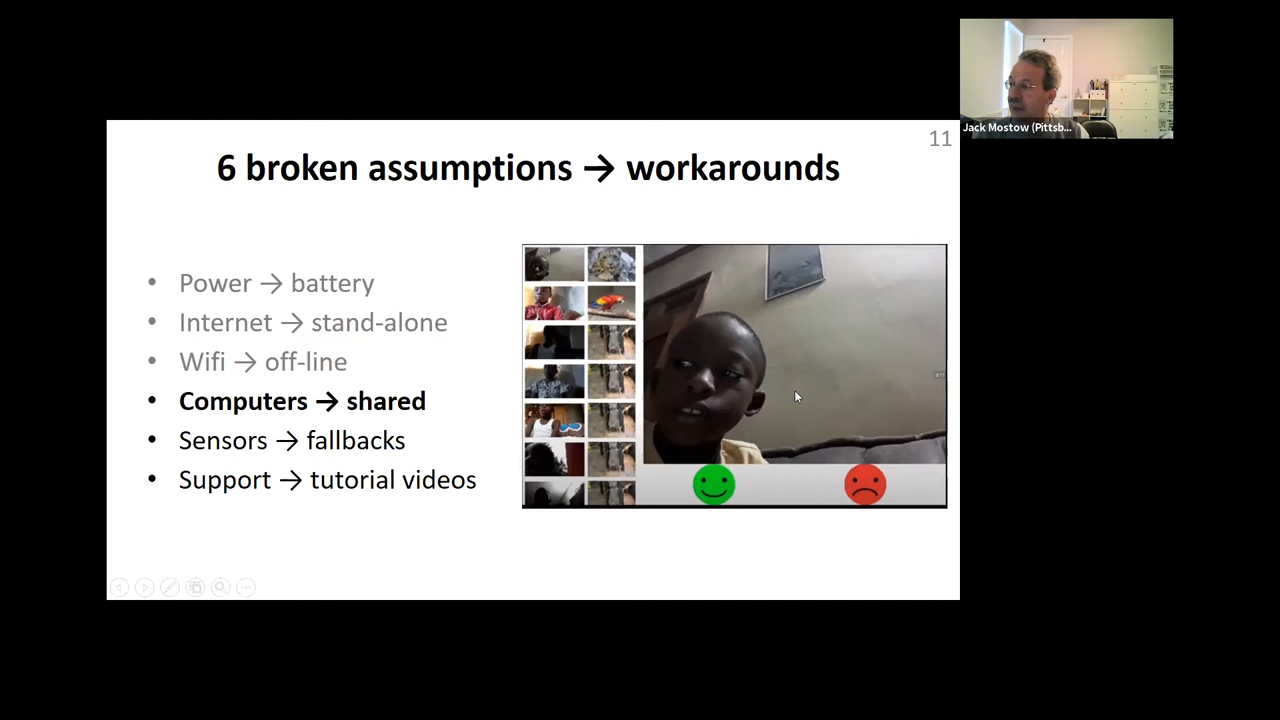 11
6 broken assumptions → workarounds
• Power → battery
• Internet → stand-alone
• Wifi → off-line
• Computers → shared
• Sensors → fallbacks
• Support → tutorial videos
Jack Mostow (Pittsb...